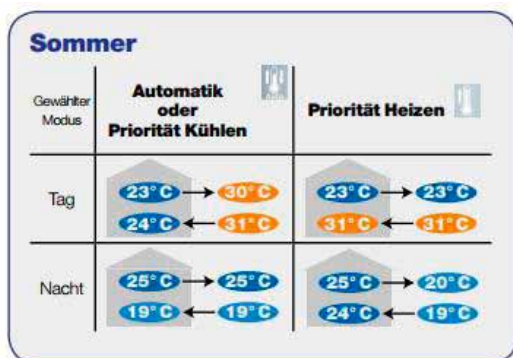 Sommer
Gewählter
Modus
Automatik
oder
Priorität Kühlen
Priorität Heizen
Tag
23° C 30° C 23° C 23° C
24° C 31° C 31° C 31° C
Nacht
25° C 25° C 25° C 20° C
19° C 19° C 24° C 19° C